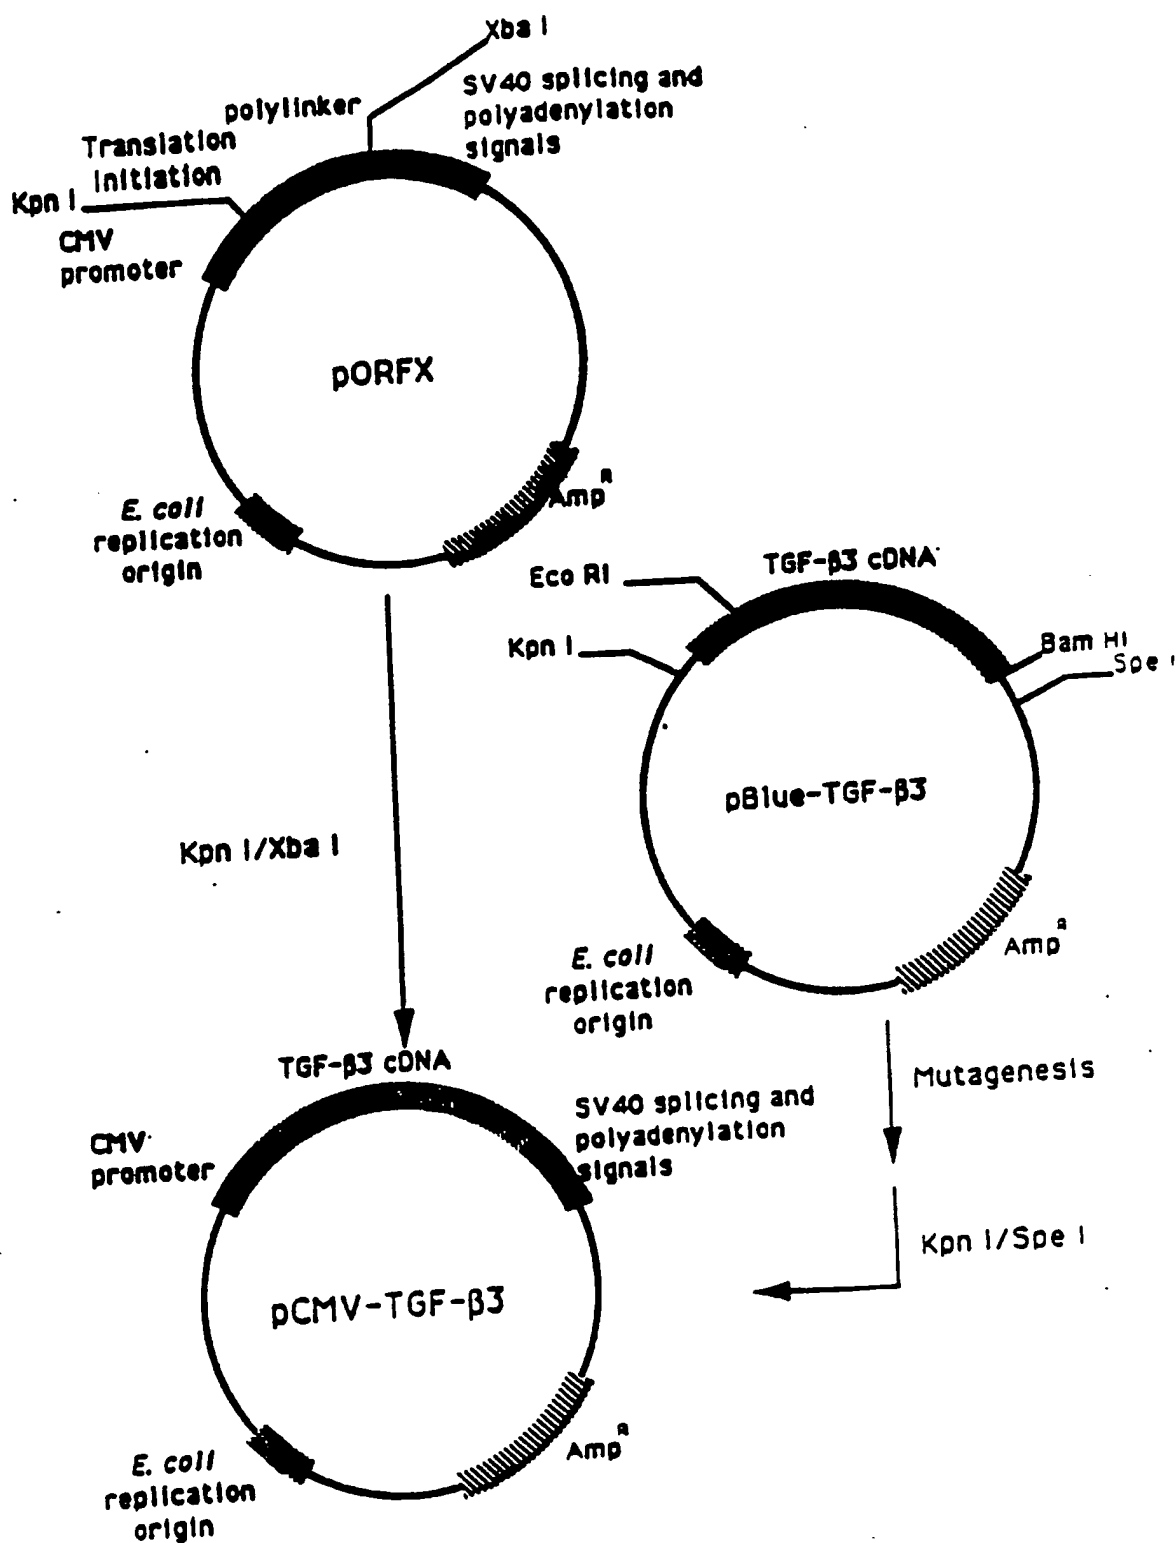 Xba I
SV40 splicing and
polyadenylation
signals
polylinker
Translation
initiation
Kpn I
CMV
promoter
pORFX
E. coli
replication
origin
Amp R
TGF-β3 cDNA
Eco RI
Kpn I
Bam HI
Spe I
pBlue-TGF-β3
Kpn I/Xba I
E. coli
replication
origin
Amp R
Mutagenesis
Kpn I/Spe I
TGF-β3 cDNA
SV40 splicing and
polyadenylation
signals
CMV
promoter
pCMV-TGF-β3
E. coli
replication
origin
Amp R